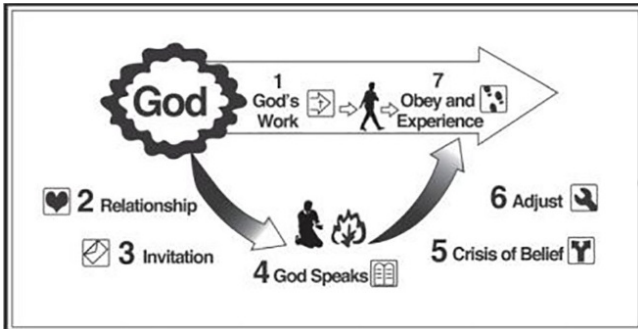 God
1
God's
Work
7
Obey and
Experience
2 Relationship
3 Invitation
4 God Speaks
5 Crisis of Belief
6 Adjust